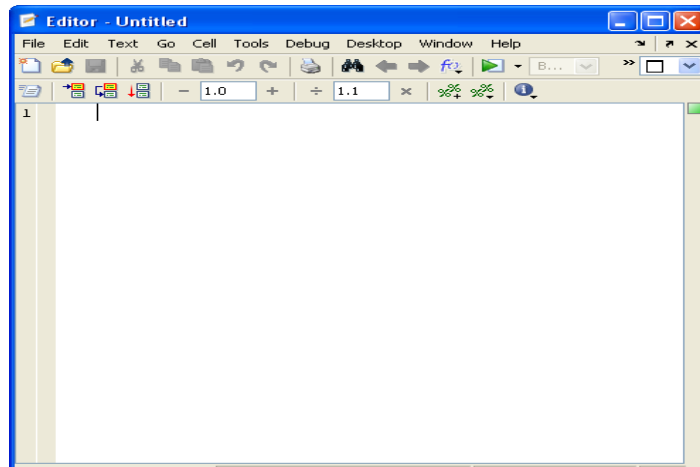 Editor - Untitled
File Edit Text Go Cell Tools Debug Desktop Window Help
B... »
− 1.0 + ÷ 1.1 ×
1